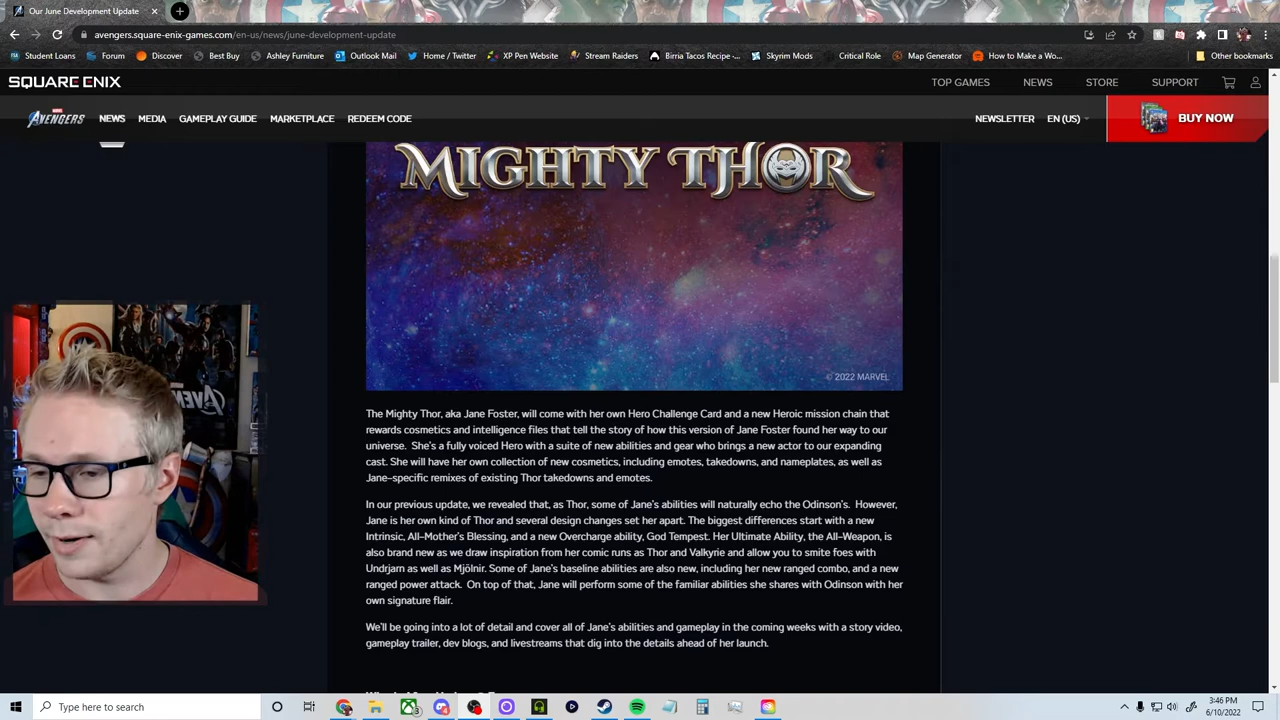 Our June Development Update
avengers.square-enix-games.com/en-us/news/june-development-update
Student Loans Forum Discover Best Buy Ashley Furniture Outlook Mail Home / Twitter XP Pen Website Stream Raiders Birria Tacos Recipe -... Skyrim Mods Critical Role Map Generator How to Make a Wo... Other bookmarks
SQUARE ENIX TOP GAMES NEWS STORE SUPPORT
MARVEL
AVENGERS NEWS MEDIA GAMEPLAY GUIDE MARKETPLACE REDEEM CODE NEWSLETTER EN (US) BUY NOW
MIGHTY THOR
© 2022 MARVEL
The Mighty Thor, aka Jane Foster, will come with her own Hero Challenge Card and a new Heroic mission chain that
rewards cosmetics and intelligence files that tell the story of how this version of Jane Foster found her way to our
universe. She's a fully voiced Hero with a suite of new abilities and gear who brings a new actor to our expanding
cast. She will have her own collection of new cosmetics, including emotes, takedowns, and nameplates, as well as
Jane-specific remixes of existing Thor takedowns and emotes.
In our previous update, we revealed that, as Thor, some of Jane's abilities will naturally echo the Odinson's. However,
Jane is her own kind of Thor and several design changes set her apart. The biggest differences start with a new
Intrinsic, All-Mother's Blessing, and a new Overcharge ability, God Tempest. Her Ultimate Ability, the All-Weapon, is
also brand new as we draw inspiration from her comic runs as Thor and Valkyrie and allow you to smite foes with
Undrjarn as well as Mjölnir. Some of Jane's baseline abilities are also new, including her new ranged combo, and a new
ranged power attack. On top of that, Jane will perform some of the familiar abilities she shares with Odinson with her
own signature flair.
We'll be going into a lot of detail and cover all of Jane's abilities and gameplay in the coming weeks with a story video,
gameplay trailer, dev blogs, and livestreams that dig into the details ahead of her launch.
Type here to search
3:46 PM
6/10/2022